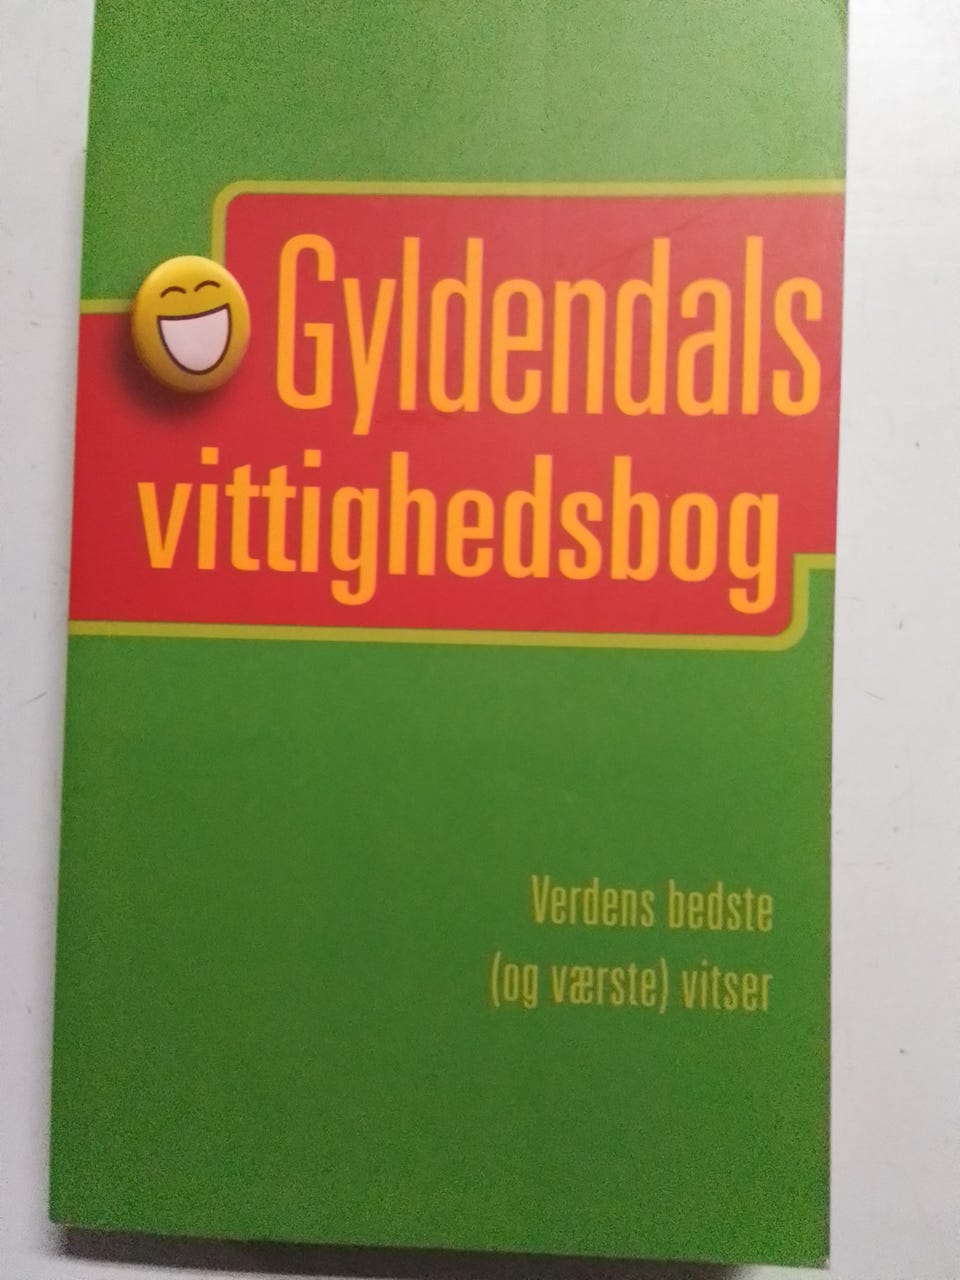 Gyldendals
vittighedsbog
Verdens bedste
(og værste) vitser